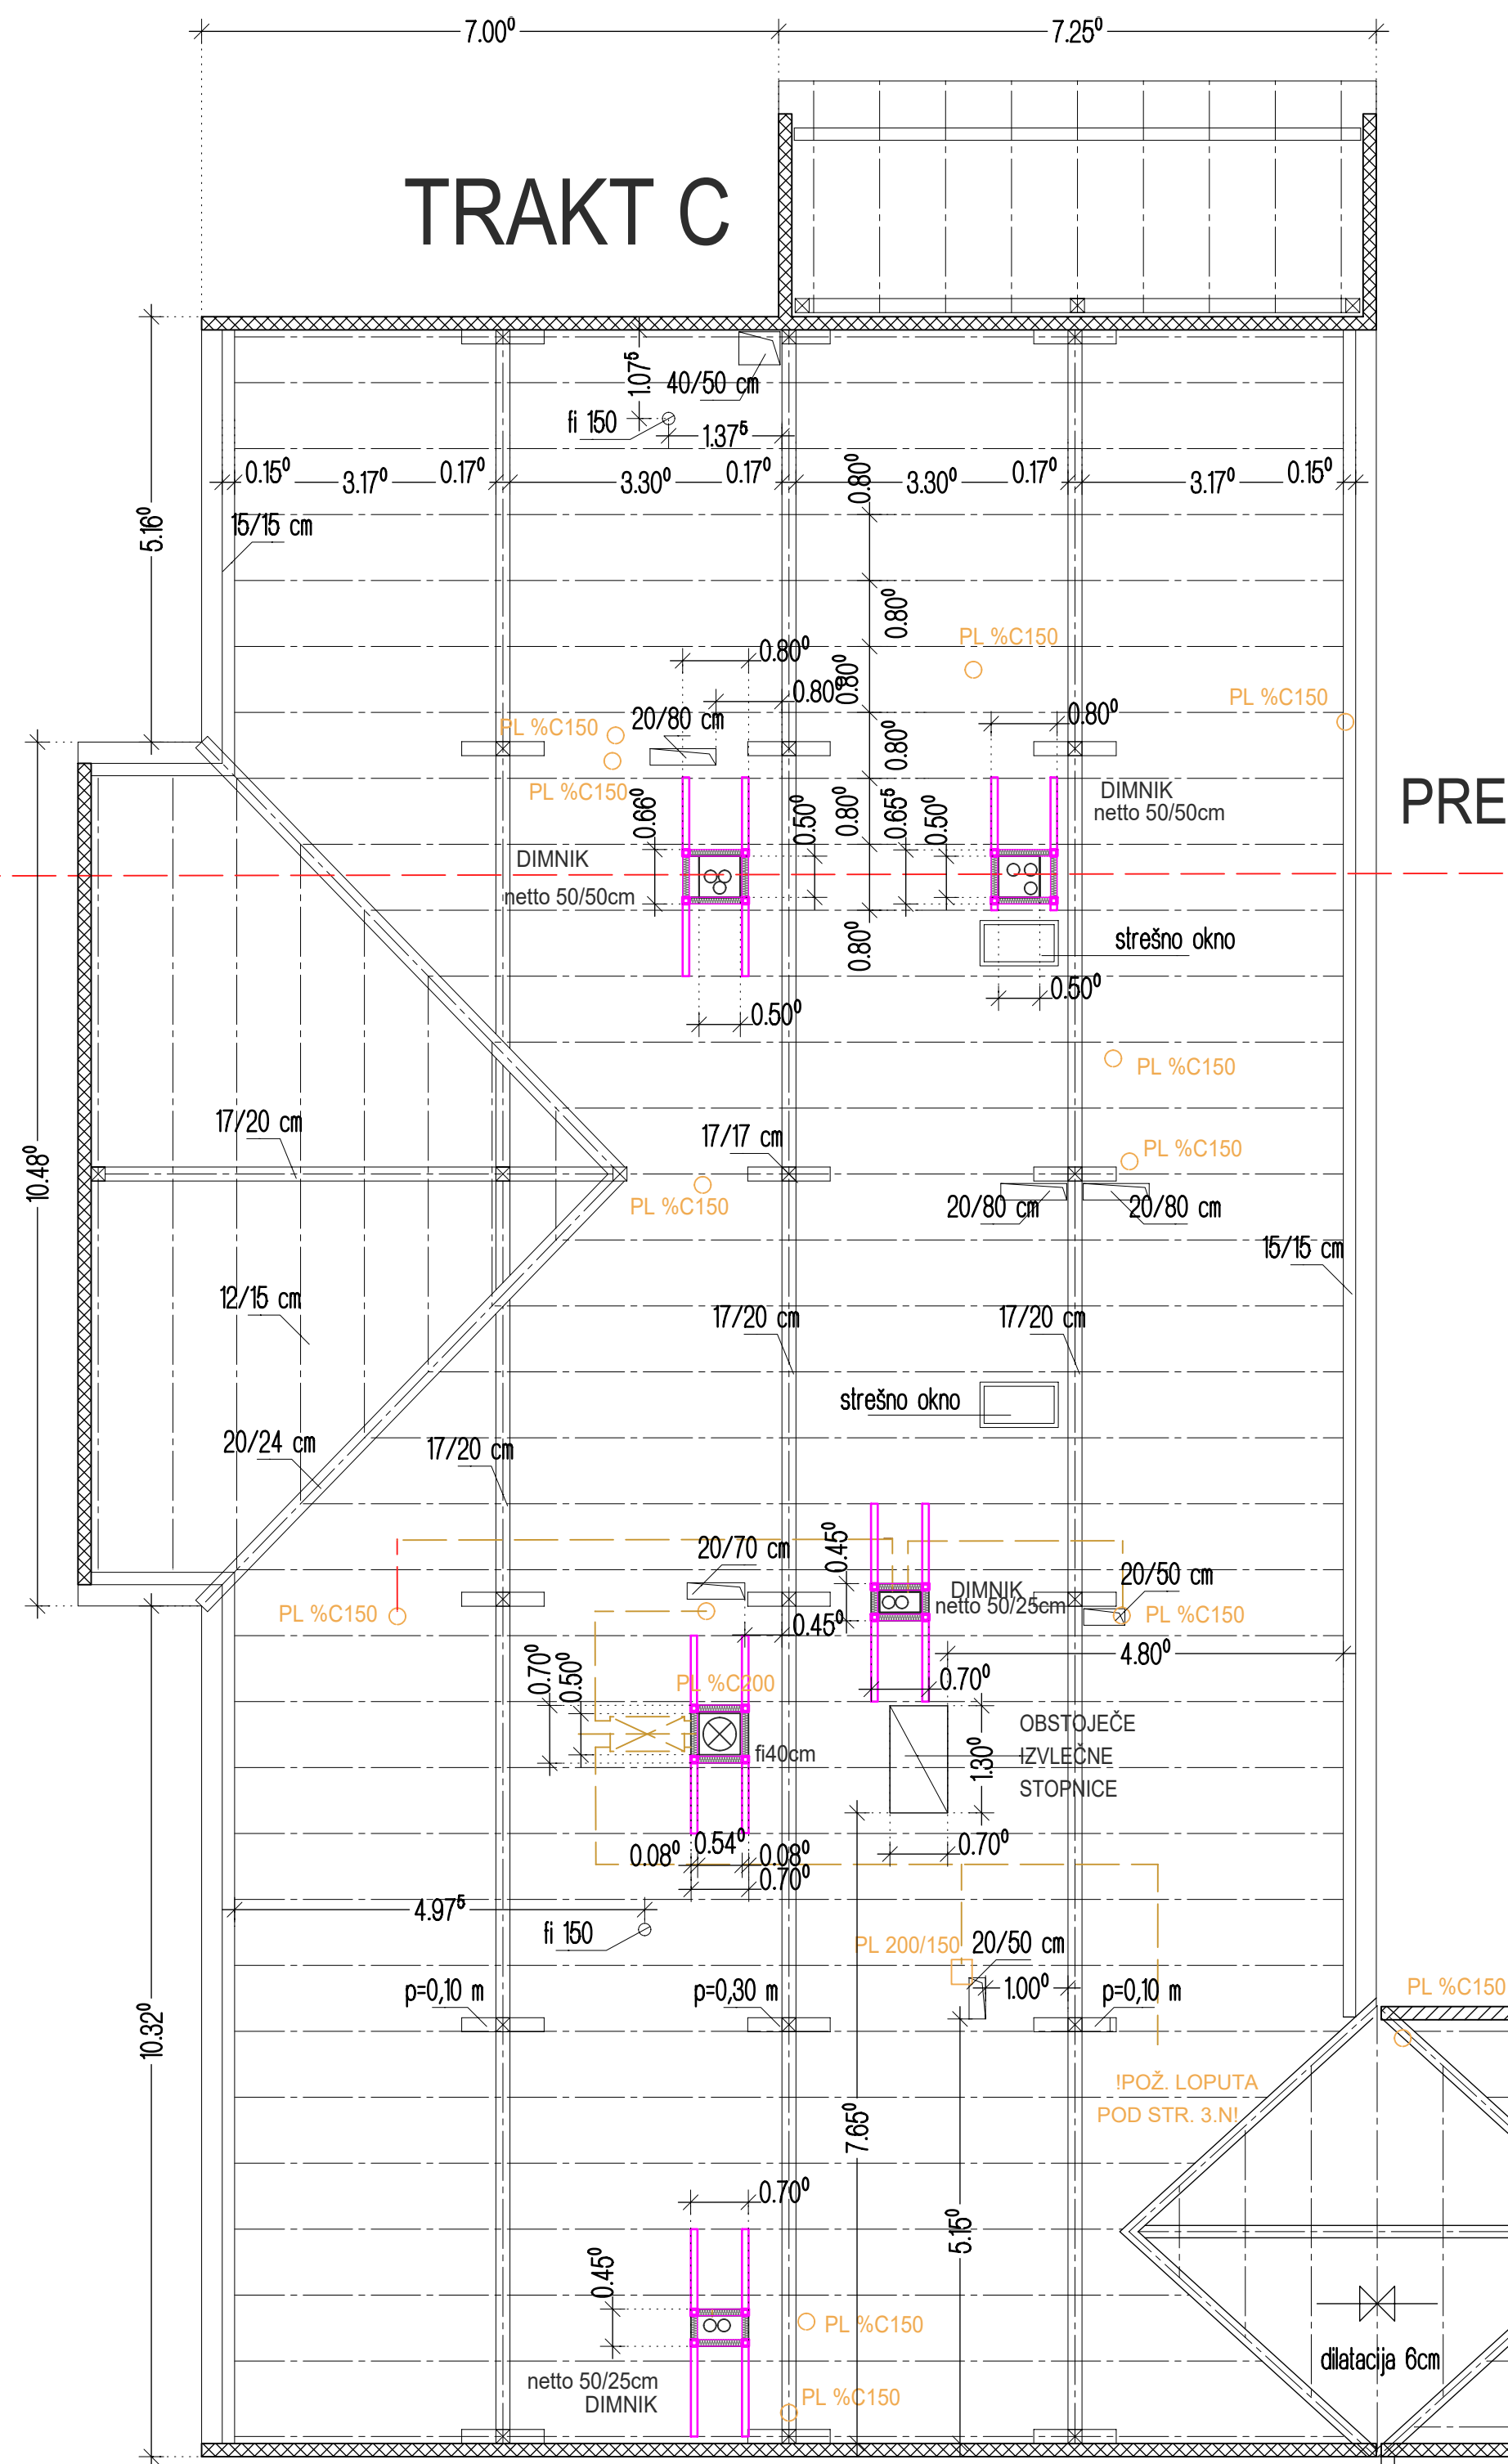 7.00⁰
7.25⁰
TRAKT C
1.07⁵
40/50 cm
fi 150
1.37⁵
0.15⁰
3.17⁰
0.17⁰
3.30⁰
0.17⁰
0.80⁰
3.30⁰
0.17⁰
3.17⁰
0.15⁰
5.16⁰
15/15 cm
0.80⁰
PL %C150
0.80⁰
0.80⁰
0.80⁰
PL %C150
20/80 cm
PL %C150
0.80⁰
0.80⁰
PL %C150
DIMNIK
netto 50/50cm
PRE
0.66⁰
0.50⁰
0.80⁰
0.65⁵
0.50⁰
DIMNIK
netto 50/50cm
0.80⁰
strešno okno
0.50⁰
0.50⁰
PL %C150
17/20 cm
17/17 cm
PL %C150
10.48⁰
PL %C150
20/80 cm
20/80 cm
15/15 cm
12/15 cm
17/20 cm
17/20 cm
strešno okno
20/24 cm
17/20 cm
20/70 cm
0.45⁰
DIMNIK
netto 50/25cm
20/50 cm
PL %C150
PL %C150
0.45⁰
4.80⁰
0.70⁰
0.50⁰
PL %C200
0.70⁰
fi40cm
OBSTOJEČE
IZVLEČNE
STOPNICE
1.30⁰
0.08⁰
0.54⁰
0.08⁰
0.70⁰
0.70⁰
4.97⁵
fi 150
PL 200/150
20/50 cm
p=0,10 m
p=0,30 m
1.00⁰
p=0,10 m
PL %C150
10.32⁰
!POŽ. LOPUTA
POD STR. 3.N!
7.65⁰
0.70⁰
5.15⁰
0.45⁰
PL %C150
dilatacija 6cm
netto 50/25cm
DIMNIK
PL %C150